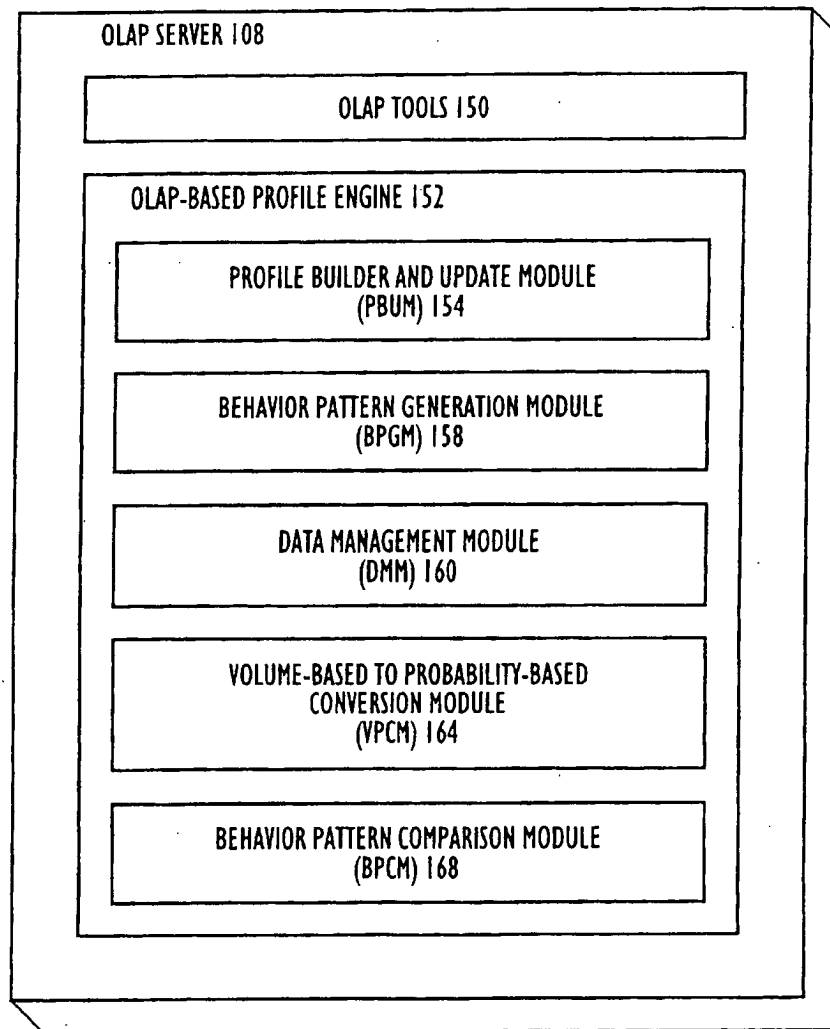 OLAP SERVER 108
OLAP TOOLS 150
OLAP-BASED PROFILE ENGINE 152
PROFILE BUILDER AND UPDATE MODULE
(PBUM) 154
BEHAVIOR PATTERN GENERATION MODULE
(BPGM) 158
DATA MANAGEMENT MODULE
(DMM) 160
VOLUME-BASED TO PROBABILITY-BASED
CONVERSION MODULE
(VPCM) 164
BEHAVIOR PATTERN COMPARISON MODULE
(BPCM) 168